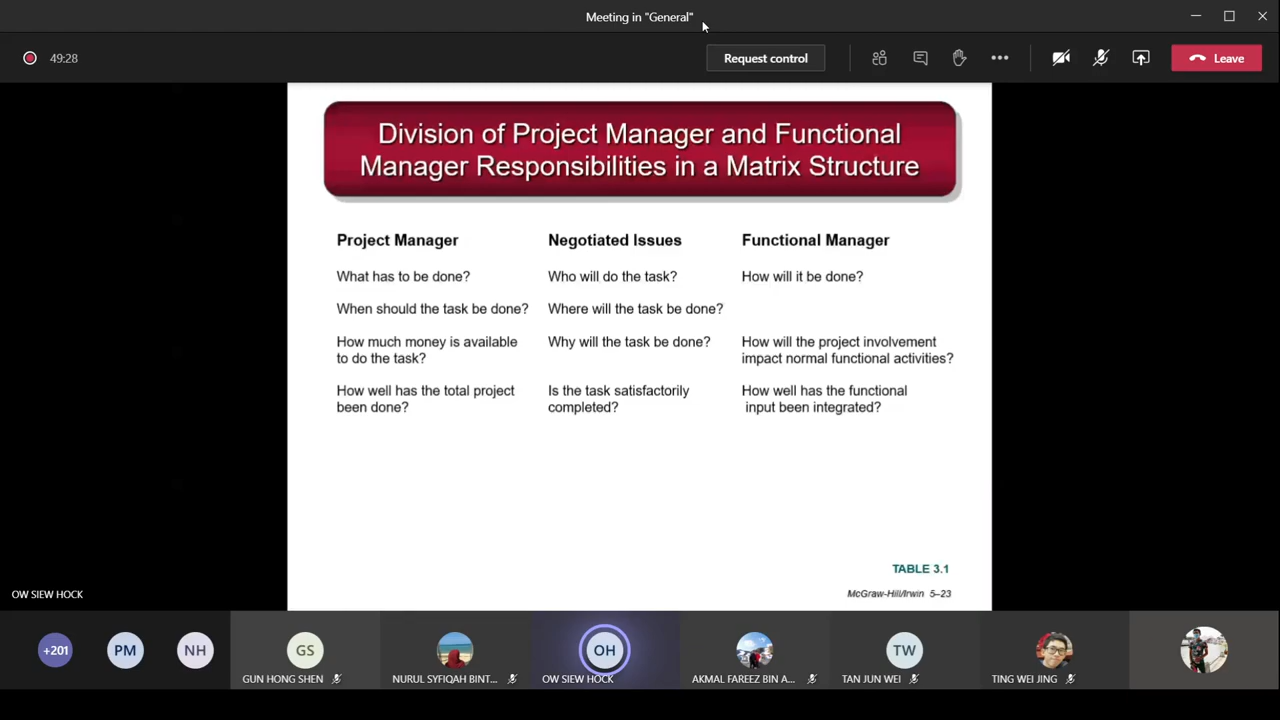 Meeting in "General"
49:28
Request control
Leave
Division of Project Manager and Functional
Manager Responsibilities in a Matrix Structure
Project Manager
Negotiated Issues
Functional Manager
What has to be done?
Who will do the task?
How will it be done?
When should the task be done?
Where will the task be done?
How much money is available
to do the task?
Why will the task be done?
How will the project involvement
impact normal functional activities?
How well has the total project
been done?
Is the task satisfactorily
completed?
How well has the functional
input been integrated?
TABLE 3.1
McGraw-Hill/Irwin 5–23
OW SIEW HOCK
+201
PM
NH
GS
GUN HONG SHEN
NURUL SYFIQAH BINT...
OH
OW SIEW HOCK
AKMAL FAREEZ BIN A...
TW
TAN JUN WEI
TING WEI JING